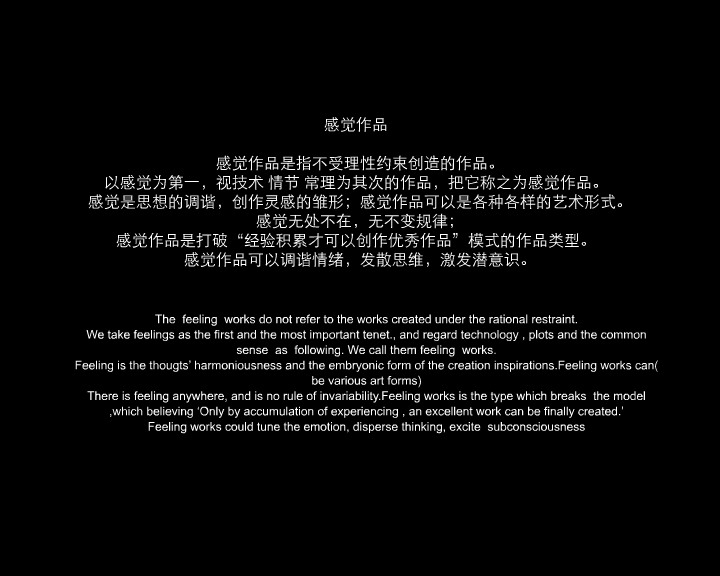 感觉作品
感觉作品是指不受理性约束创造的作品。
以感觉为第一，视技术 情节 常理为其次的作品，把它称之为感觉作品。
感觉是思想的调谐，创作灵感的雏形；感觉作品可以是各种各样的艺术形式。
感觉无处不在，无不变规律；
感觉作品是打破“经验积累才可以创作优秀作品”模式的作品类型。
感觉作品可以调谐情绪，发散思维，激发潜意识。
The  feeling  works do not refer to the works created under the rational restraint.
We take feelings as the first and the most important tenet., and regard technology , plots and the common
sense  as  following. We call them feeling  works.
Feeling is the thougts' harmoniousness and the embryonic form of the creation inspirations.Feeling works can(
be various art forms)
There is feeling anywhere, and is no rule of invariability.Feeling works is the type which breaks  the model
,which believing ‘Only by accumulation of experiencing , an excellent work can be finally created.’
Feeling works could tune the emotion, disperse thinking, excite  subconsciousness